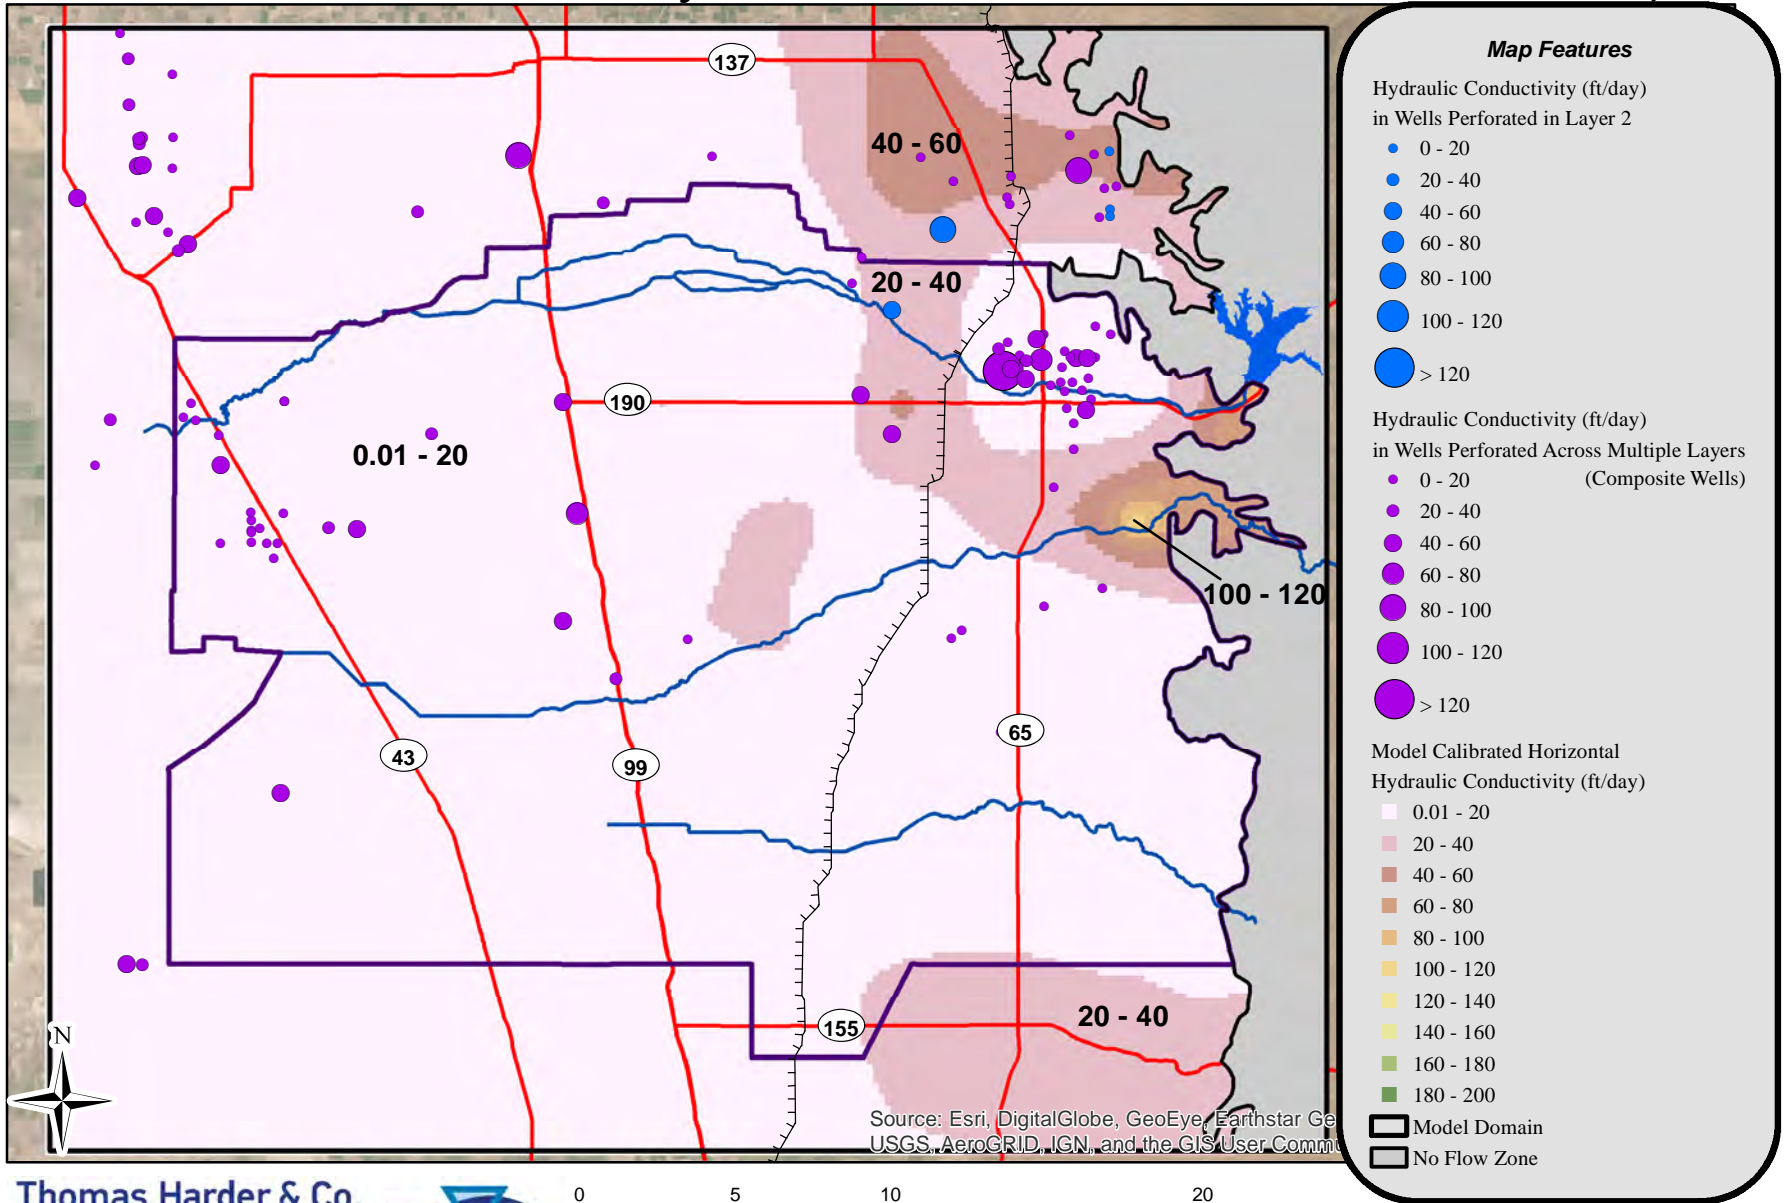 137
40 - 60
20 - 40
190
0.01 - 20
100 - 120
65
43
99
20 - 40
155
N
Source: Esri, DigitalGlobe, GeoEye, Earthstar Ge
USGS, AeroGRID, IGN, and the GIS User Commu
Thomas Harder & Co.
0 5 10 20
Map Features
Hydraulic Conductivity (ft/day)
in Wells Perforated in Layer 2
0 - 20
20 - 40
40 - 60
60 - 80
80 - 100
100 - 120
> 120
Hydraulic Conductivity (ft/day)
in Wells Perforated Across Multiple Layers
(Composite Wells)
0 - 20
20 - 40
40 - 60
60 - 80
80 - 100
100 - 120
> 120
Model Calibrated Horizontal
Hydraulic Conductivity (ft/day)
0.01 - 20
20 - 40
40 - 60
60 - 80
80 - 100
100 - 120
120 - 140
140 - 160
160 - 180
180 - 200
Model Domain
No Flow Zone